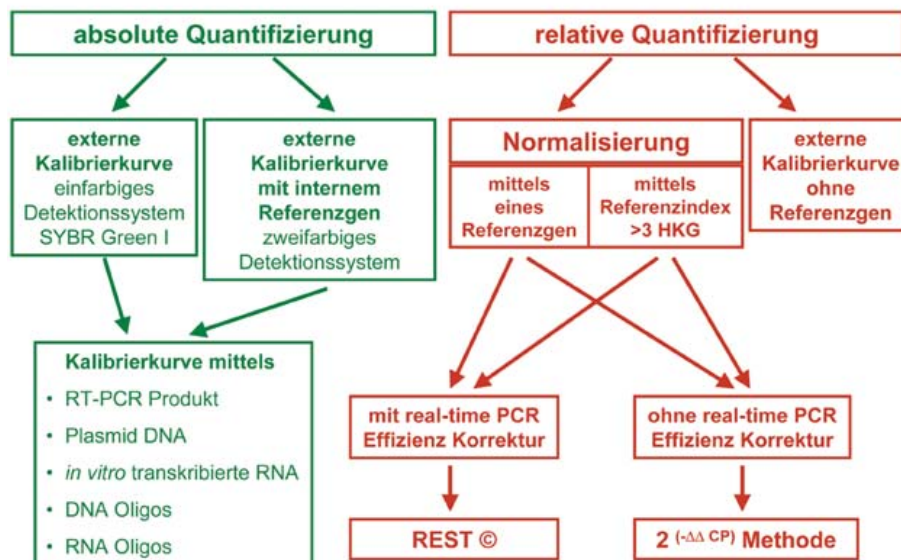 absolute Quantifizierung
relative Quantifizierung
externe
Kalibrierkurve
einfarbiges
Detektionssystem
SYBR Green I
externe
Kalibrierkurve
mit internem
Referenzgen
zweifarbiges
Detektionssystem
Normalisierung
mittels
eines
Referenzgen
mittels
Referenzindex
>3 HKG
externe
Kalibrierkurve
ohne
Referenzgen
Kalibrierkurve mittels
• RT-PCR Produkt
• Plasmid DNA
• in vitro transkribierte RNA
• DNA Oligos
• RNA Oligos
mit real-time PCR
Effizienz Korrektur
ohne real-time PCR
Effizienz Korrektur
REST ©
2 (-ΔΔ CP) Methode